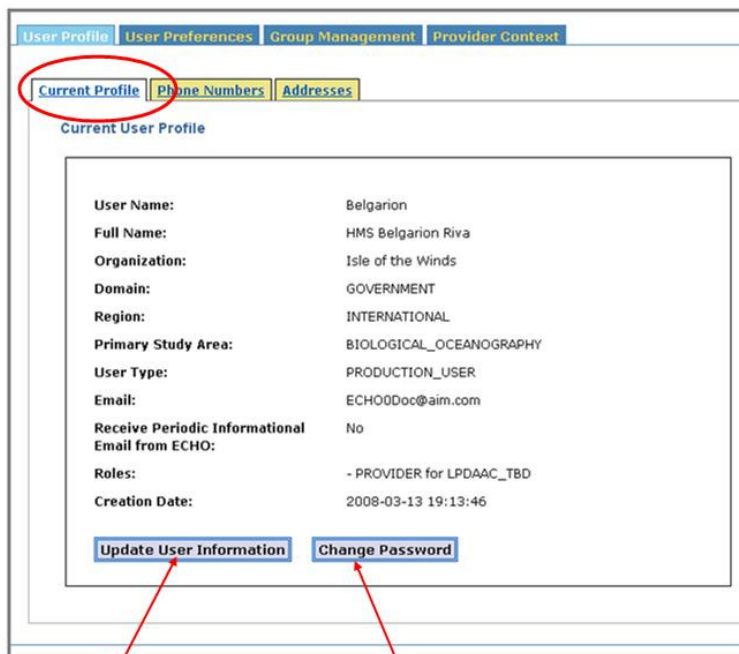 User Profile User Preferences Group Management Provider Context
Current Profile Phone Numbers Addresses
Current User Profile
User Name: Belgarion
Full Name: HMS Belgarion Riva
Organization: Isle of the Winds
Domain: GOVERNMENT
Region: INTERNATIONAL
Primary Study Area: BIOLOGICAL_OCEANOGRAPHY
User Type: PRODUCTION_USER
Email: ECHO0Doc@aim.com
Receive Periodic Informational No
Email from ECHO:
Roles: - PROVIDER for LPDAAC_TBD
Creation Date: 2008-03-13 19:13:46
Update User Information Change Password